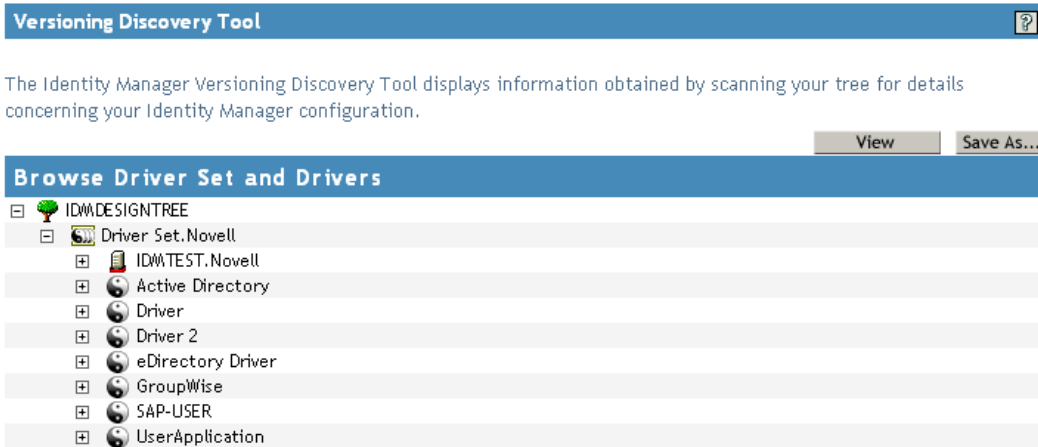 Versioning Discovery Tool
?
The Identity Manager Versioning Discovery Tool displays information obtained by scanning your tree for details
concerning your Identity Manager configuration.
View Save As...
Browse Driver Set and Drivers
IDMDESIGNTREE
Driver Set.Novell
IDMTEST.Novell
Active Directory
Driver
Driver 2
eDirectory Driver
GroupWise
SAP-USER
UserApplication